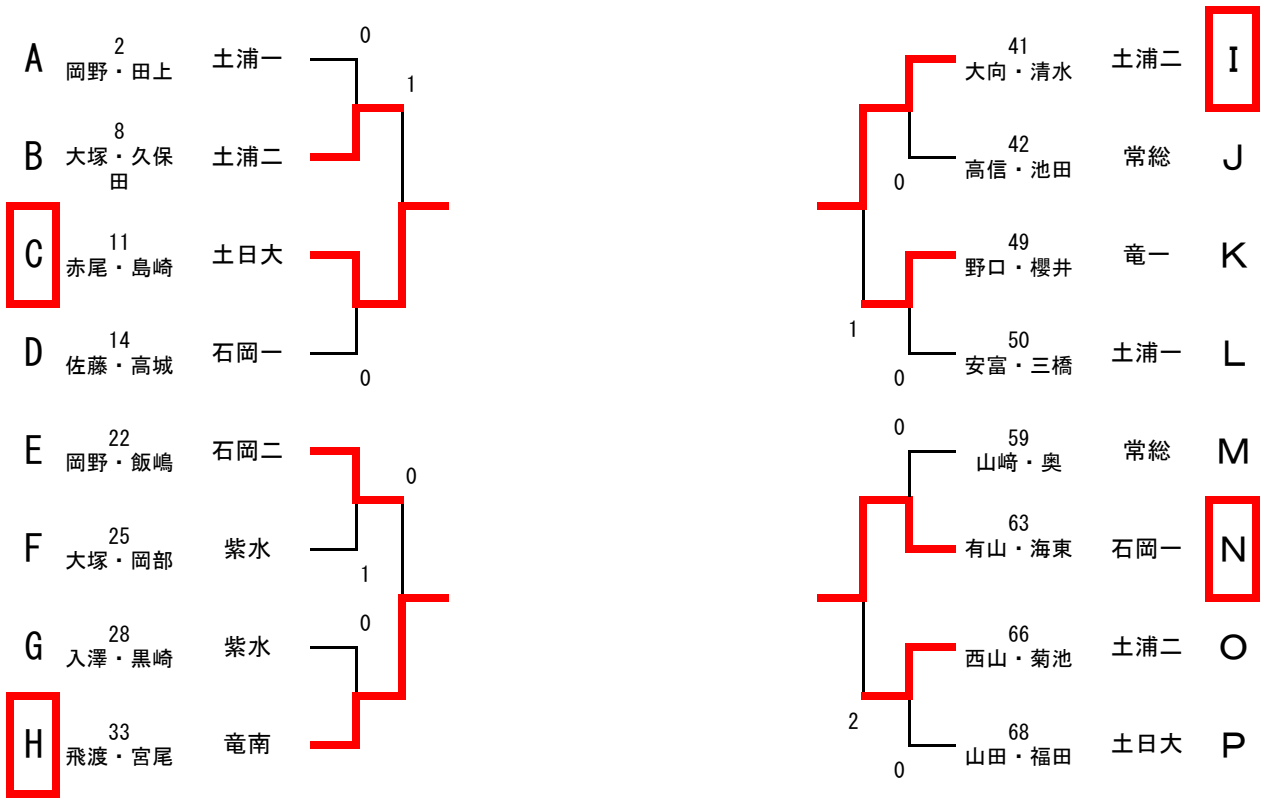 0
2
A 岡野・田上 土浦一
1
8
B 大塚・久保田 土浦二
11
C 赤尾・島崎 土日大
14
D 佐藤・高城 石岡一
0
22
E 岡野・飯嶋 石岡二
0
25
F 大塚・岡部 紫水
1
0
28
G 入澤・黒崎 紫水
33
H 飛渡・宮尾 竜南
41
大向・清水 土浦二 I
42
高信・池田 常総 J
0
49
野口・櫻井 竜一 K
1
50
安富・三橋 土浦一 L
0
0
59
山﨑・奥 常総 M
63
有山・海東 石岡一 N
66
西山・菊池 土浦二 O
2
68
山田・福田 土日大 P
0